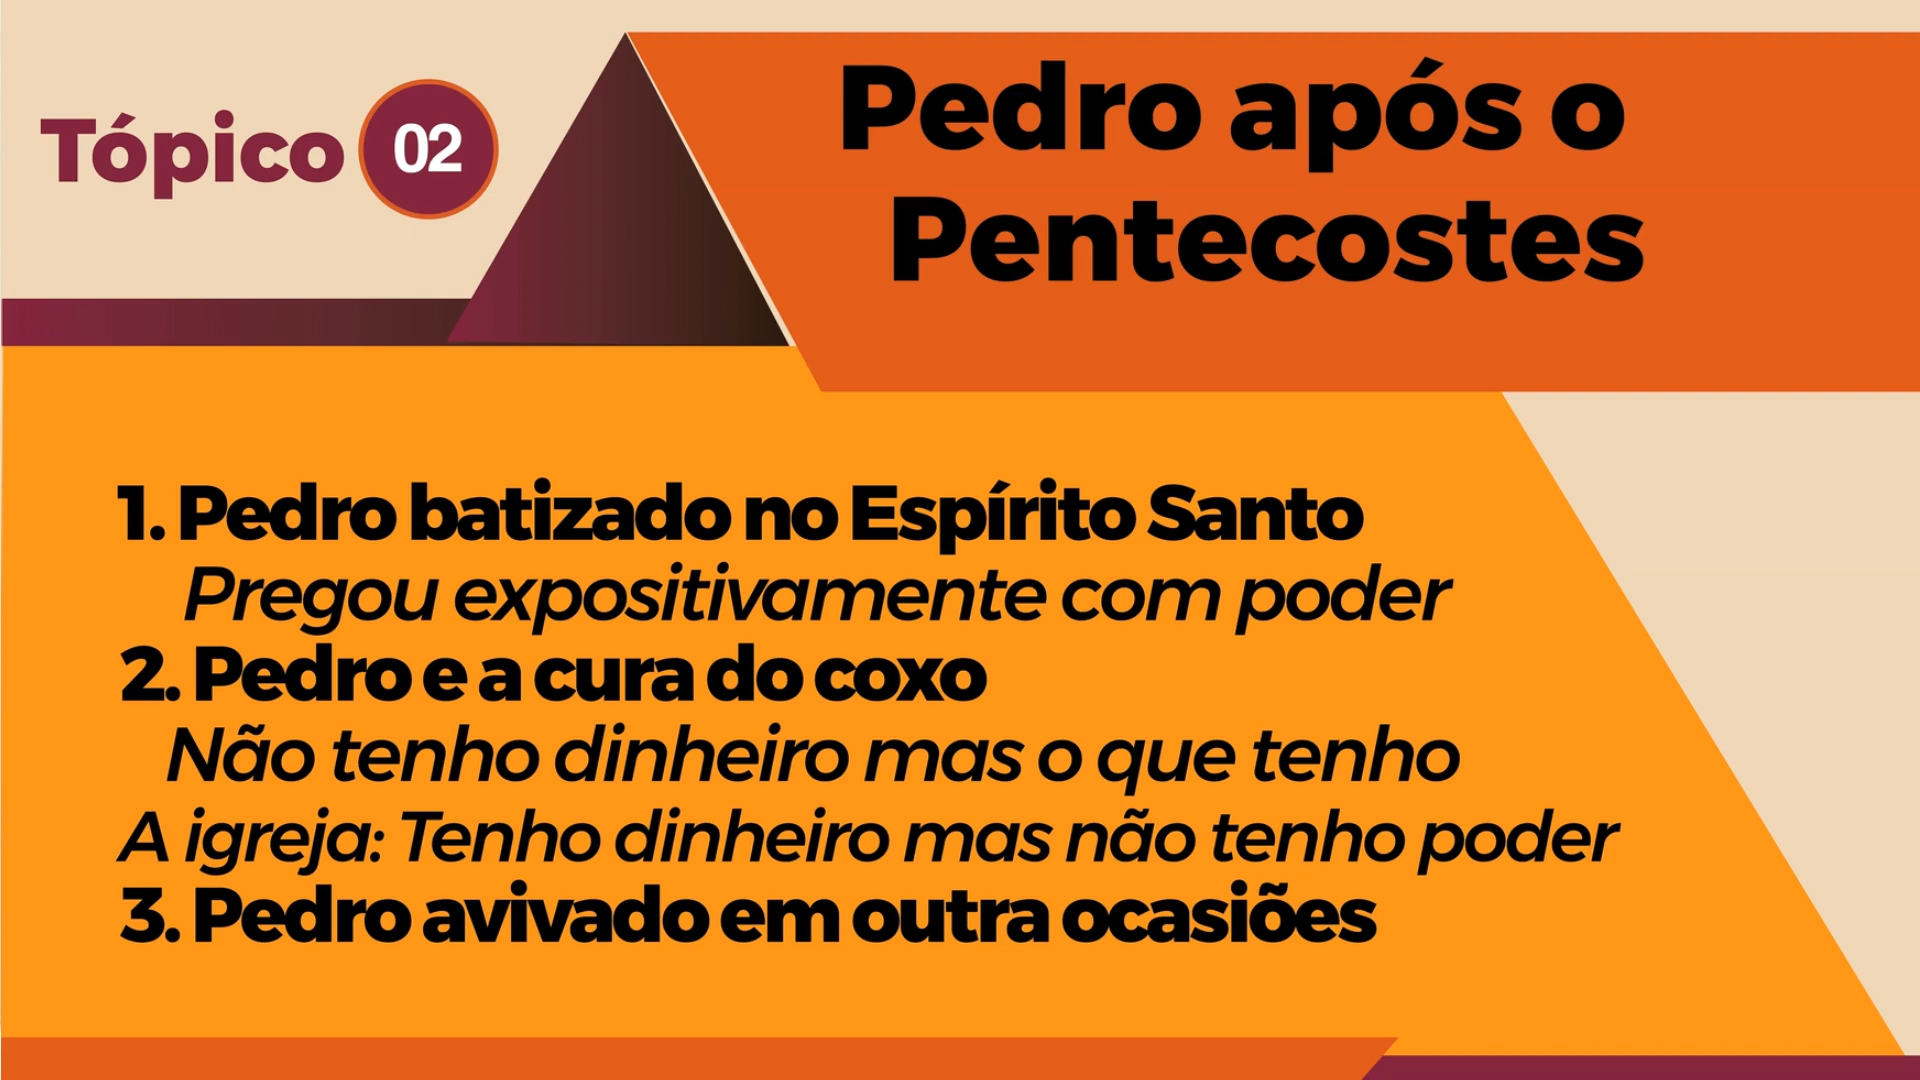 Tópico 02
Pedro após o
Pentecostes
1. Pedro batizado no Espírito Santo
Pregou expositivamente com poder
2. Pedro e a cura do coxo
Não tenho dinheiro mas o que tenho
A igreja: Tenho dinheiro mas não tenho poder
3. Pedro avivado em outra ocasiões